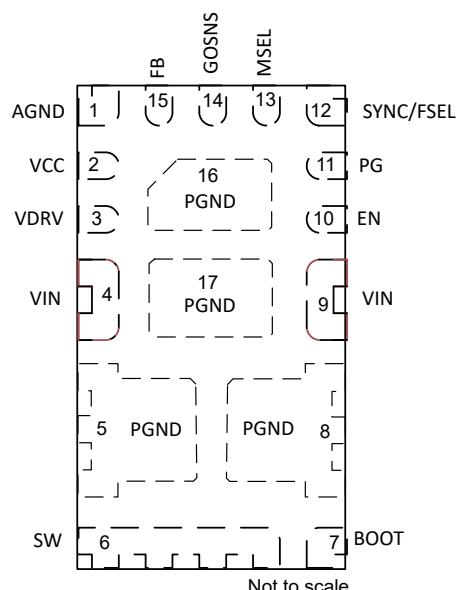 FB
GOSNS
MSEL
AGND 1 15 14 13 12 SYNC/FSEL
VCC 2 11 PG
16
PGND
VDRV 3 10 EN
17
VIN 4 PGND 9 VIN
5 PGND PGND 8
SW 6 7 BOOT
Not to scale